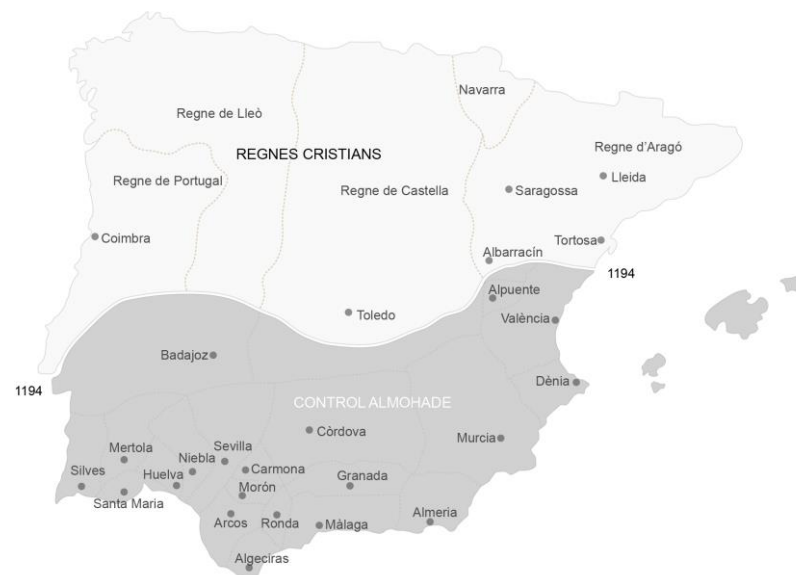 Navarra
Regne de Lleó
Regne d'Aragó
REGNES CRISTIANS
Lleida
Regne de Portugal
Regne de Castella
Saragossa
Coimbra
Tortosa
Albarracín
1194
Alpuente
Toledo
València
Badajoz
Dènia
1194
CONTROL ALMOHADE
Còrdova
Murcia
Mertola
Sevilla
Niebla
Silves
Huelva
Carmona
Granada
Morón
Santa Maria
Arcos
Ronda
Màlaga
Almeria
Algeciras